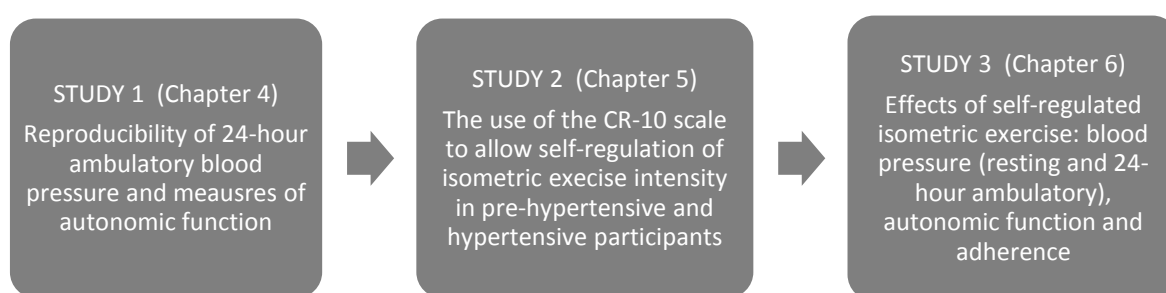 STUDY 1 (Chapter 4)
Reproducibility of 24-hour
ambulatory blood
pressure and meausres of
autonomic function
STUDY 2 (Chapter 5)
The use of the CR-10 scale
to allow self-regulation of
isometric execise intensity
in pre-hypertensive and
hypertensive participants
STUDY 3 (Chapter 6)
Effects of self-regulated
isometric exercise: blood
pressure (resting and 24-
hour ambulatory),
autonomic function and
adherence